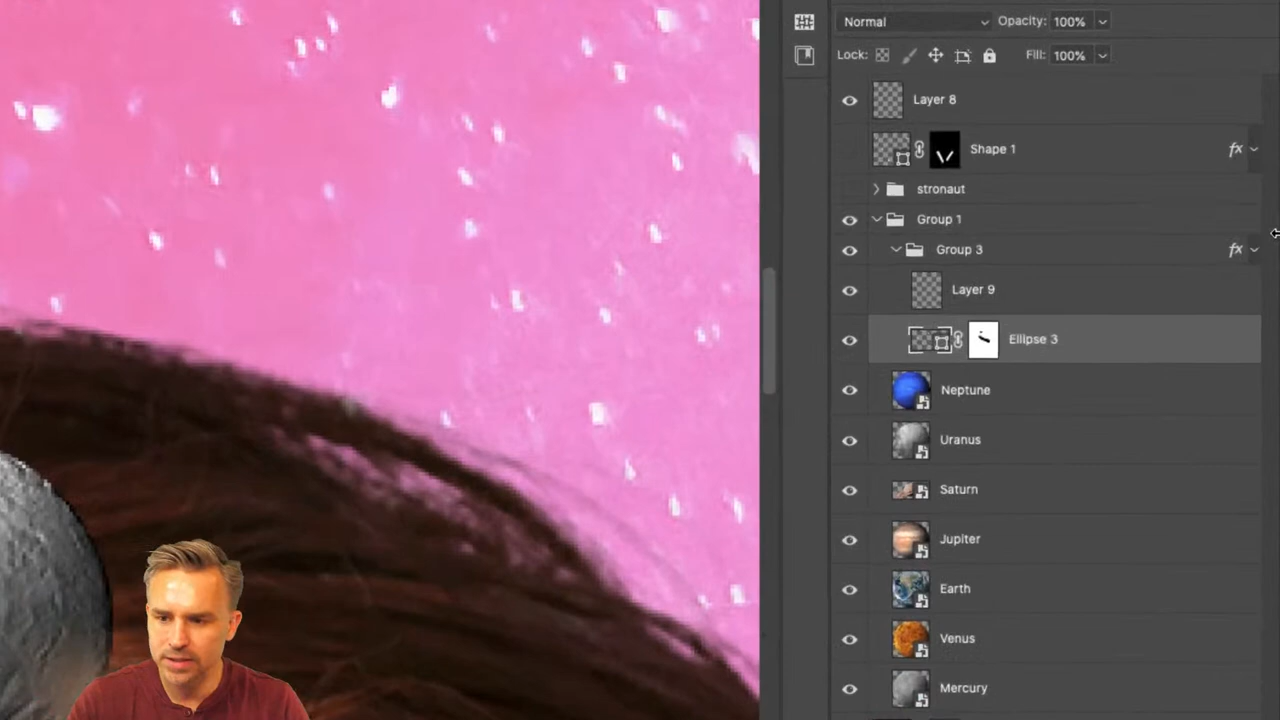 Normal Opacity: 100%
Lock: Fill: 100%
Layer 8
Shape 1 fx
stronaut
Group 1
Group 3 fx
Layer 9
Ellipse 3
Neptune
Uranus
Saturn
Jupiter
Earth
Venus
Mercury